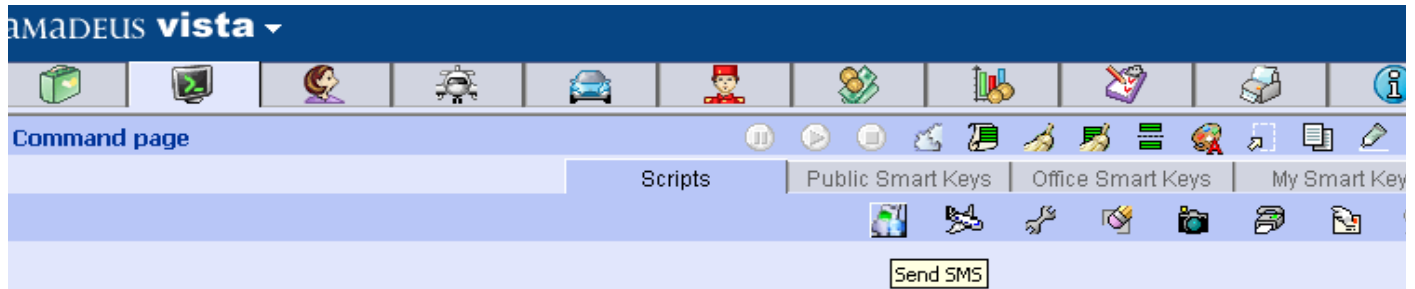 amadeus vista
Command page
Scripts Public Smart Keys Office Smart Keys My Smart Key
Send SMS